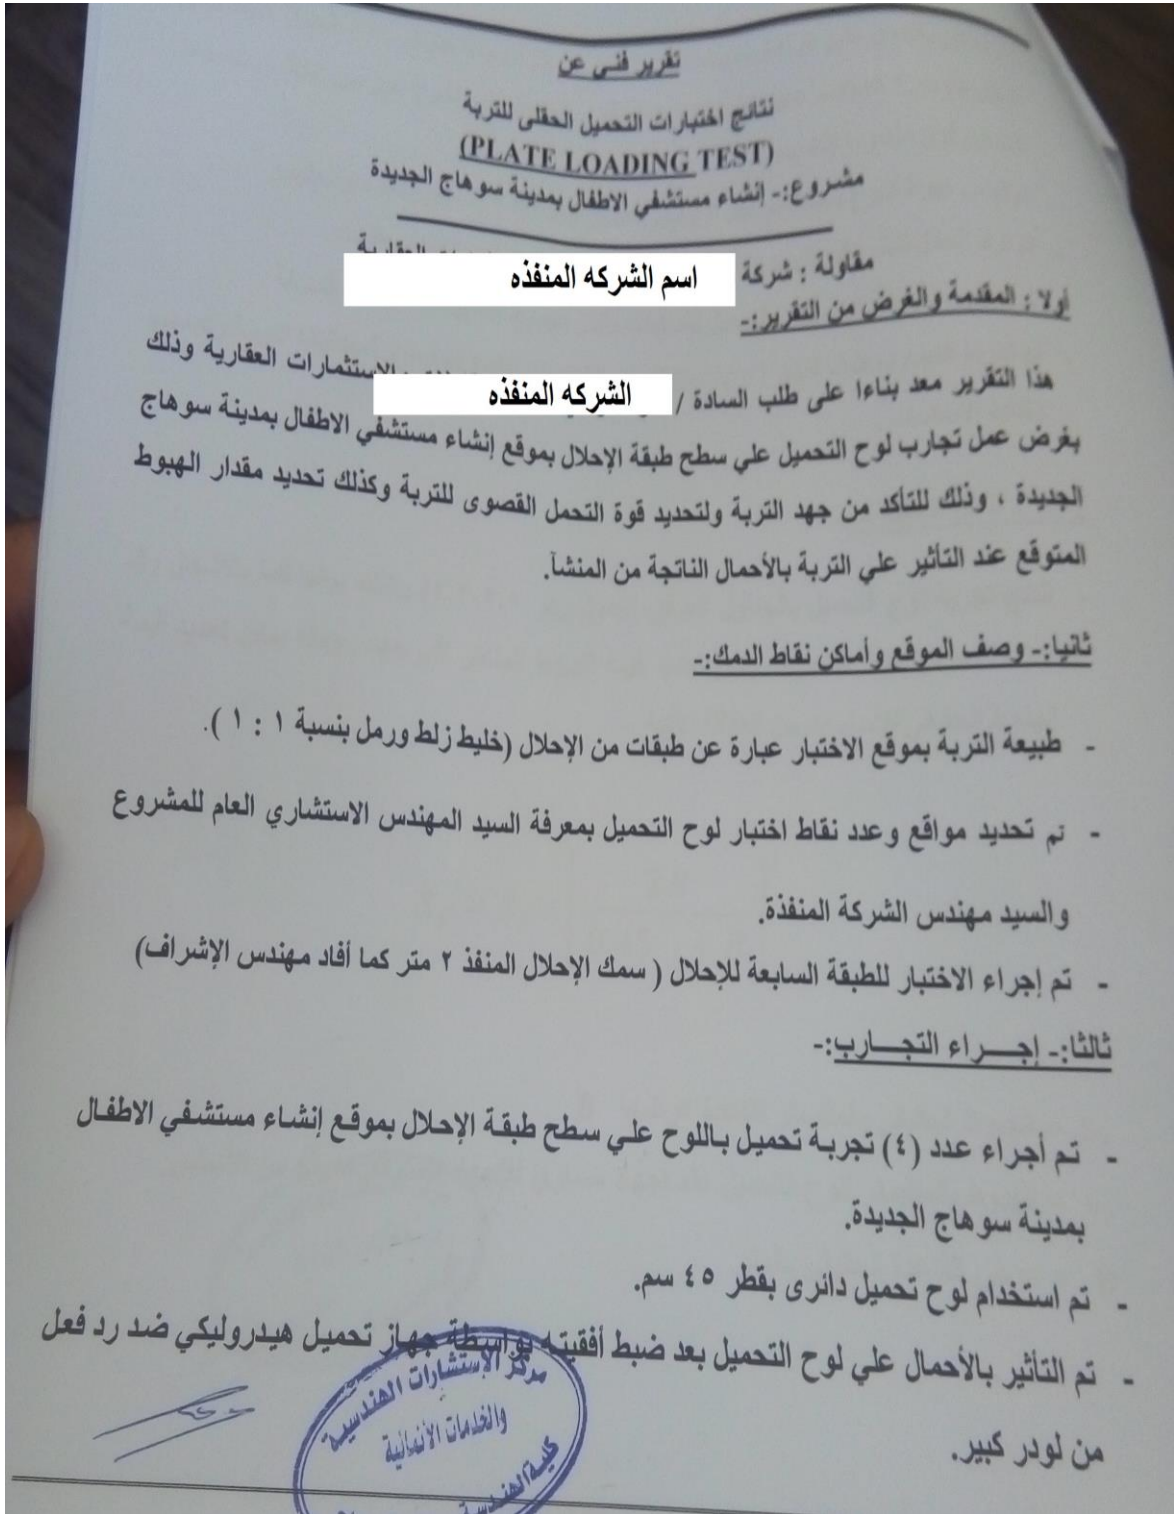 تقرير فنى عن
نتائج اختبارات التحميل الحقلى للتربة
(PLATE LOADING TEST)
مشروع:- إنشاء مستشفي الاطفال بمدينة سوهاج الجديدة
مقاولة : شركة اسم الشركه المنفذه العقارية
أولا : المقدمة والغرض من التقرير:-
هذا التقرير معد بناءا على طلب السادة / الشركه المنفذه والاستثمارات العقارية وذلك
بغرض عمل تجارب لوح التحميل علي سطح طبقة الإحلال بموقع إنشاء مستشفي الاطفال بمدينة سوهاج
الجديدة ، وذلك للتأكد من جهد التربة ولتحديد قوة التحمل القصوى للتربة وكذلك تحديد مقدار الهبوط
المتوقع عند التأثير علي التربة بالأحمال الناتجة من المنشآ.
ثانيا:- وصف الموقع وأماكن نقاط الدمك:-
- طبيعة التربة بموقع الاختبار عبارة عن طبقات من الإحلال (خليط زلط ورمل بنسبة ١ : ١ ).
- تم تحديد مواقع وعدد نقاط اختبار لوح التحميل بمعرفة السيد المهندس الاستشاري العام للمشروع
والسيد مهندس الشركة المنفذة.
- تم إجراء الاختبار للطبقة السابعة للإحلال ( سمك الإحلال المنفذ ٢ متر كما أفاد مهندس الإشراف)
ثالثا:- إجـــراء التجـــارب:-
- تم أجراء عدد (٤) تجربة تحميل باللوح علي سطح طبقة الإحلال بموقع إنشاء مستشفي الاطفال
بمدينة سوهاج الجديدة.
- تم استخدام لوح تحميل دائرى بقطر ٤٥ سم.
- تم التأثير بالأحمال علي لوح التحميل بعد ضبط أفقيته بواسطة جهاز تحميل هيدروليكي ضد رد فعل
من لودر كبير.
مركز الإستشارات الهندسية
والخدمات الأنمائية
كلية الهندسة